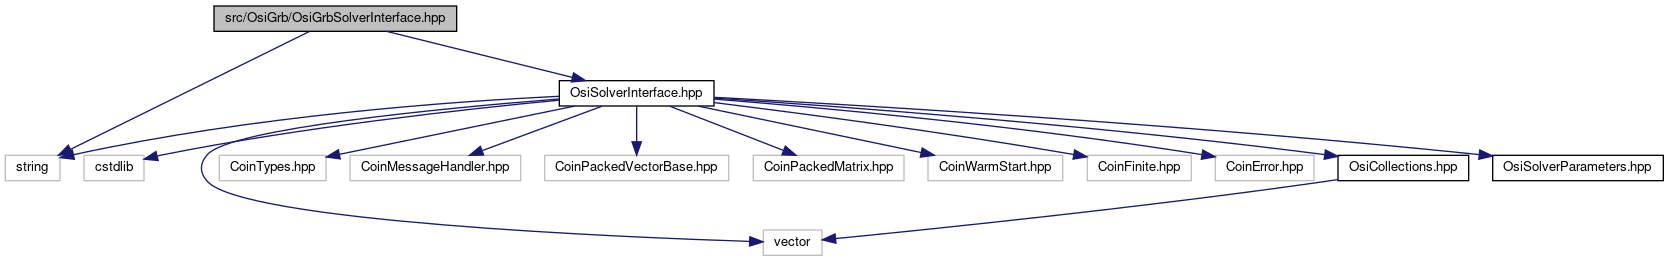 src/OsiGrb/OsiGrbSolverInterface.hpp
OsiSolverInterface.hpp
string
cstdlib
CoinTypes.hpp
CoinMessageHandler.hpp
CoinPackedVectorBase.hpp
CoinPackedMatrix.hpp
CoinWarmStart.hpp
CoinFinite.hpp
CoinError.hpp
OsiCollections.hpp
OsiSolverParameters.hpp
vector